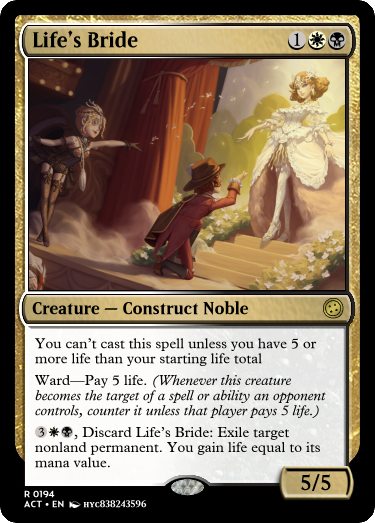 Life's Bride
1
Creature — Construct Noble
You can't cast this spell unless you have 5 or
more life than your starting life total
Ward—Pay 5 life. (Whenever this creature
becomes the target of a spell or ability an opponent
controls, counter it unless that player pays 5 life.)
3, Discard Life's Bride: Exile target
nonland permanent. You gain life equal to its
mana value.
5/5
R 0194
ACT • EN HYC838243596